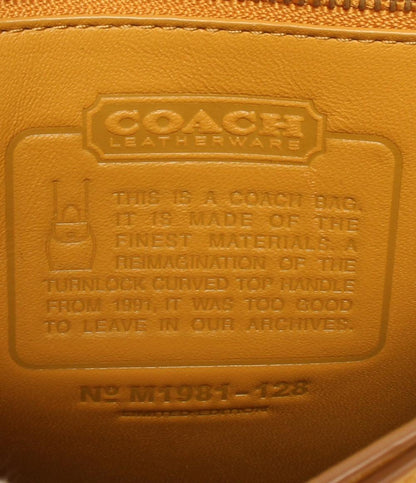 COACH
LEATHERWARE
THIS IS A COACH BAG.
IT IS MADE OF THE
FINEST MATERIALS. A
REIMAGINATION OF THE
TURNLOCK CURVED TOP HANDLE
FROM 1991, IT WAS TOO GOOD
TO LEAVE IN OUR ARCHIVES.
Nº M1981-128